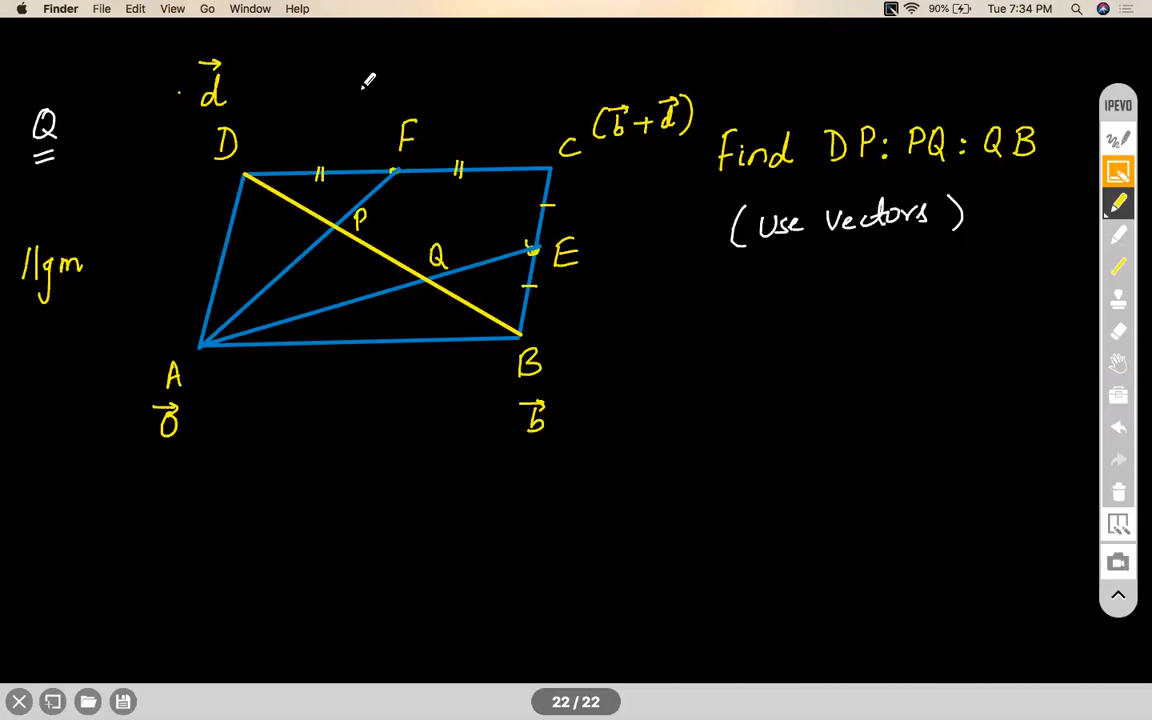 Finder File Edit View Go Window Help 90% Tue 7:34 PM
IPEVO
Q
d⃗
D F C (b⃗ + d⃗)
Find DP : PQ : QB
(use vectors)
P
Q E
||gm
A B
O⃗ b⃗
22 / 22